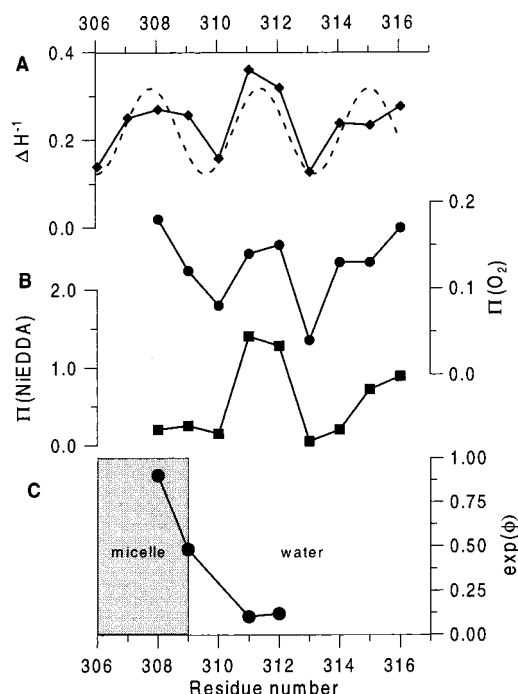 306 308 310 312 314 316
A
0.4
0.2
0.0
ΔH⁻¹
0.2
0.1
0.0
Π(O₂)
B
2.0
1.0
0.0
Π(NiEDDA)
C
micelle
water
1.00
0.75
0.50
0.25
0.00
exp(ϕ)
306 308 310 312 314 316
Residue number